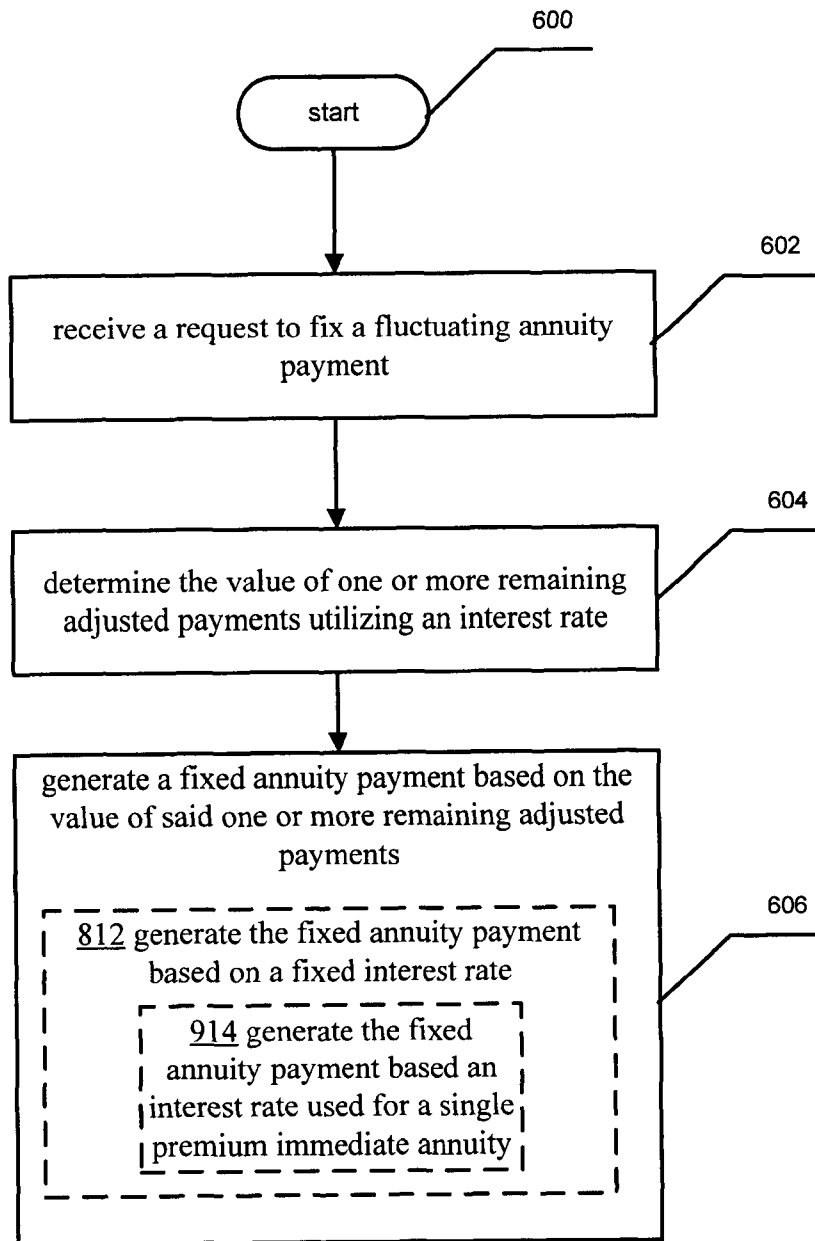 600
start
602
receive a request to fix a fluctuating annuity
payment
604
determine the value of one or more remaining
adjusted payments utilizing an interest rate
generate a fixed annuity payment based on the
value of said one or more remaining adjusted
payments
606
812 generate the fixed annuity payment
based on a fixed interest rate
914 generate the fixed
annuity payment based an
interest rate used for a single
premium immediate annuity